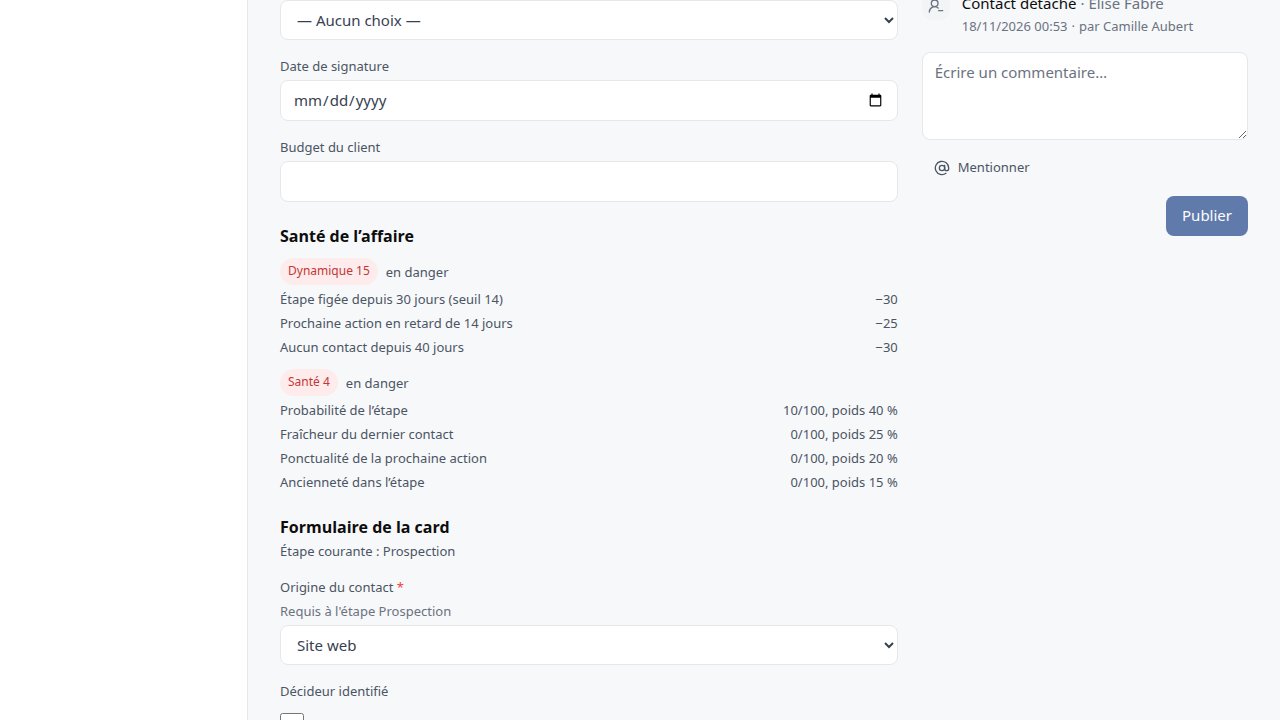 — Aucun choix —
Date de signature
mm/dd/yyyy
Budget du client
Santé de l’affaire
Dynamique 15 en danger
Étape figée depuis 30 jours (seuil 14) −30
Prochaine action en retard de 14 jours −25
Aucun contact depuis 40 jours −30
Santé 4 en danger
Probabilité de l’étape 10/100, poids 40 %
Fraîcheur du dernier contact 0/100, poids 25 %
Ponctualité de la prochaine action 0/100, poids 20 %
Ancienneté dans l’étape 0/100, poids 15 %
Formulaire de la card
Étape courante : Prospection
Origine du contact *
Requis à l'étape Prospection
Site web
Décideur identifié
Contact détaché · Élise Fabre
18/11/2026 00:53 · par Camille Aubert
Écrire un commentaire…
Mentionner
Publier